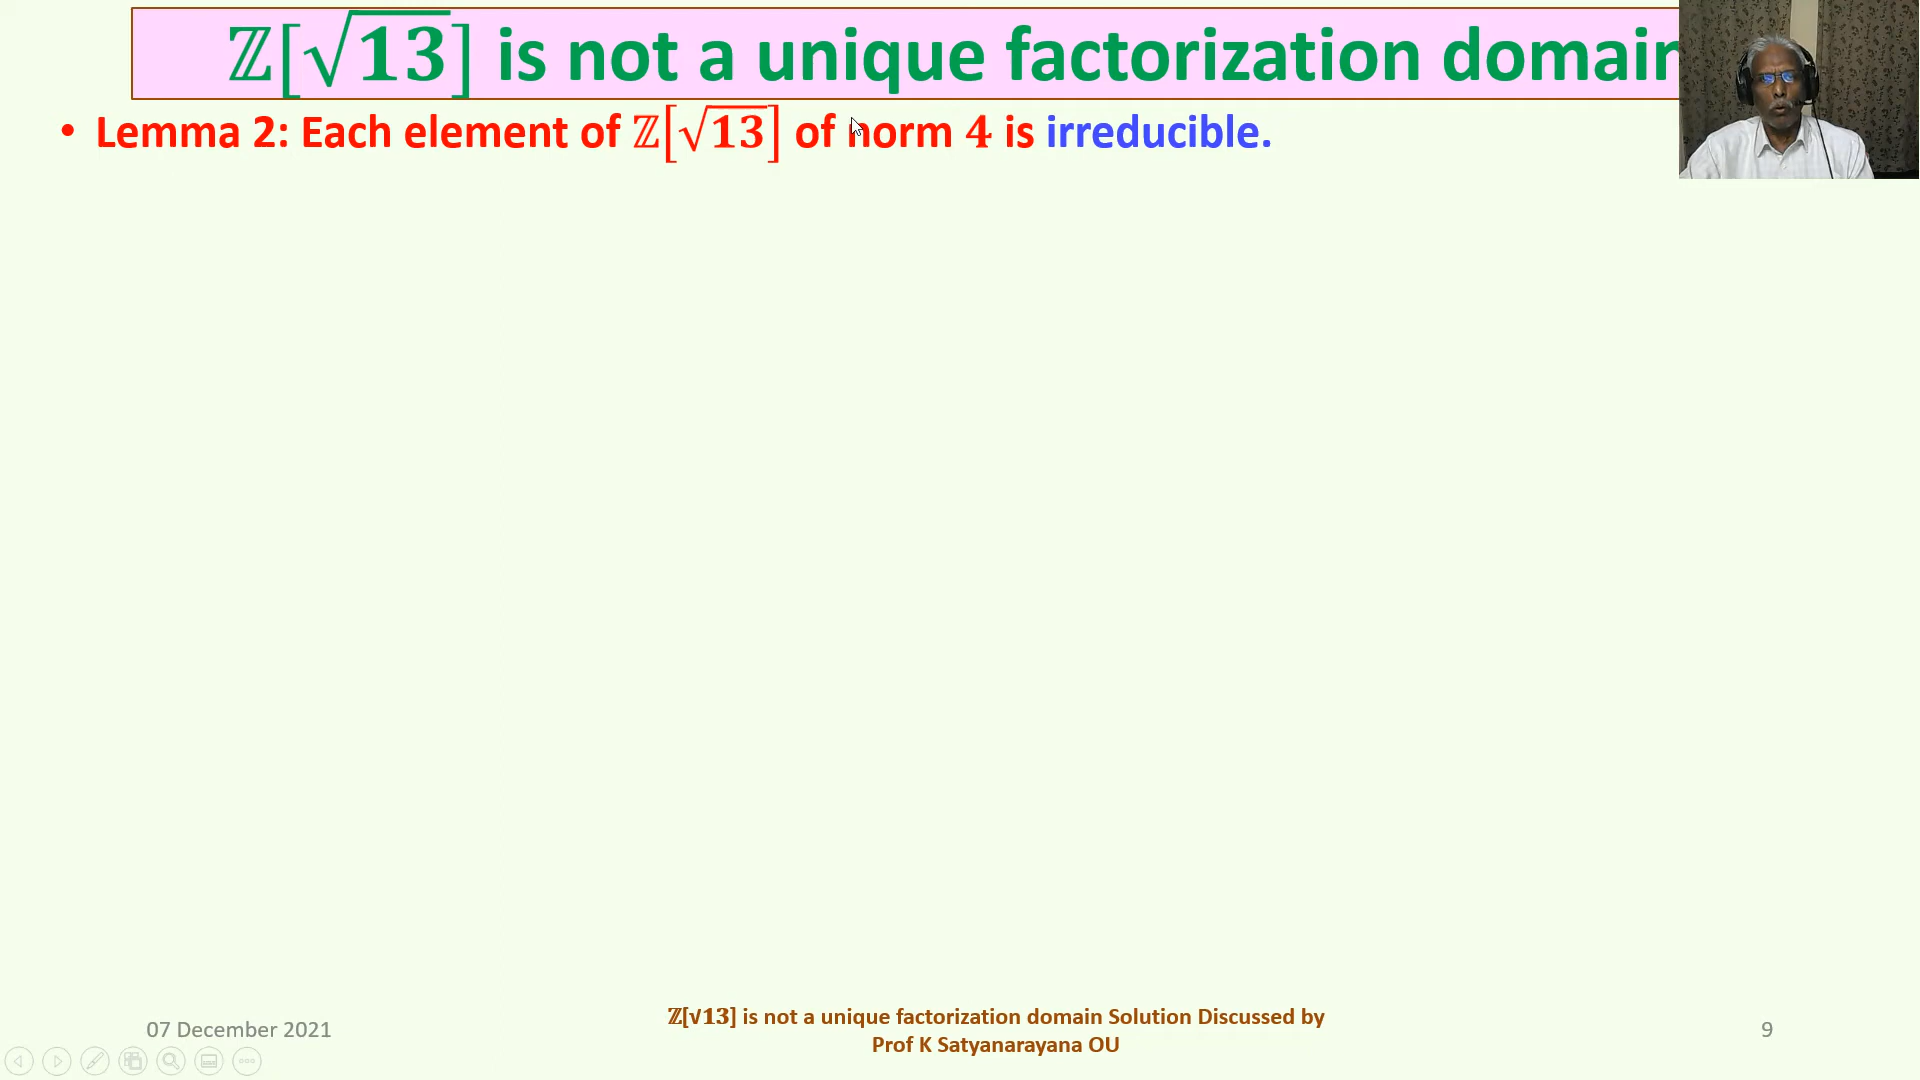 ℤ[√13] is not a unique factorization domain
• Lemma 2: Each element of ℤ[√13] of norm 4 is irreducible.
07 December 2021
ℤ[√13] is not a unique factorization domain Solution Discussed by
Prof K Satyanarayana OU
9